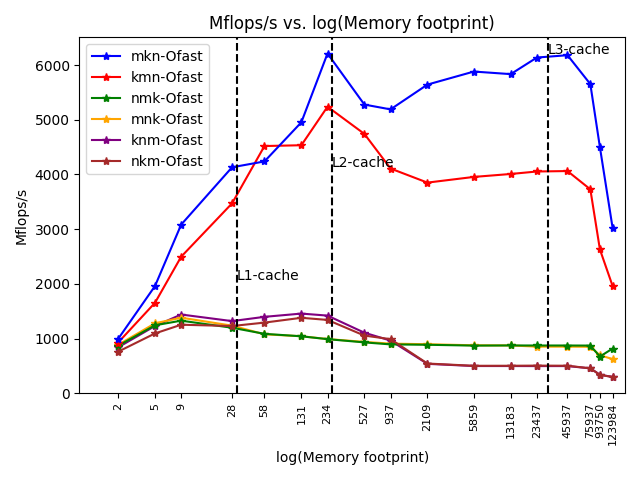 Mflops/s vs. log(Memory footprint)
mkn-Ofast
kmn-Ofast
nmk-Ofast
mnk-Ofast
knm-Ofast
nkm-Ofast
L3-cache
L2-cache
L1-cache
Mflops/s
6000
5000
4000
3000
2000
1000
0
2
5
9
28
58
131
234
527
937
2109
5859
13183
23437
45937
75937
93750
123984
log(Memory footprint)